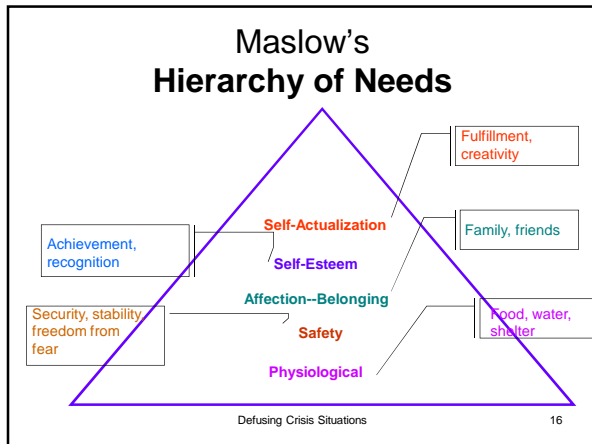 Maslow's
Hierarchy of Needs
Fulfillment,
creativity
Self-Actualization
Achievement,
recognition
Family, friends
Self-Esteem
Affection--Belonging
Security, stability,
freedom from
fear
Food, water,
shelter
Safety
Physiological
Defusing Crisis Situations
16